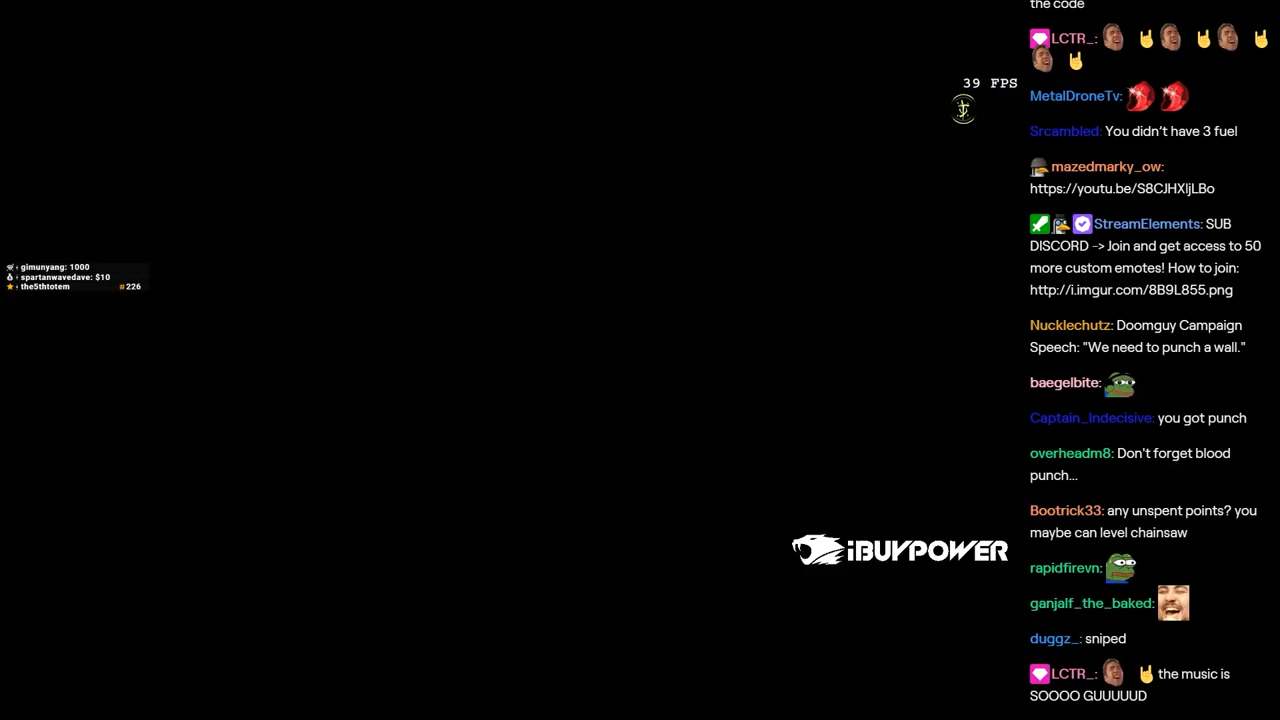 39 FPS
gimunyang: 1000
spartanwavedave: $10
the5thtotem #226
iBUYPOWER
the code
LCTR_:
MetalDroneTv:
Srcambled: You didn't have 3 fuel
mazedmarky_ow:
https://youtu.be/S8CJHXljLBo
StreamElements: SUB
DISCORD -> Join and get access to 50
more custom emotes! How to join:
http://i.imgur.com/8B9L855.png
Nucklechutz: Doomguy Campaign
Speech: "We need to punch a wall."
baegelbite:
Captain_Indecisive: you got punch
overheadm8: Don't forget blood
punch...
Bootrick33: any unspent points? you
maybe can level chainsaw
rapidfirevn:
ganjalf_the_baked:
duggz_: sniped
LCTR_: the music is
SOOOO GUUUUUD